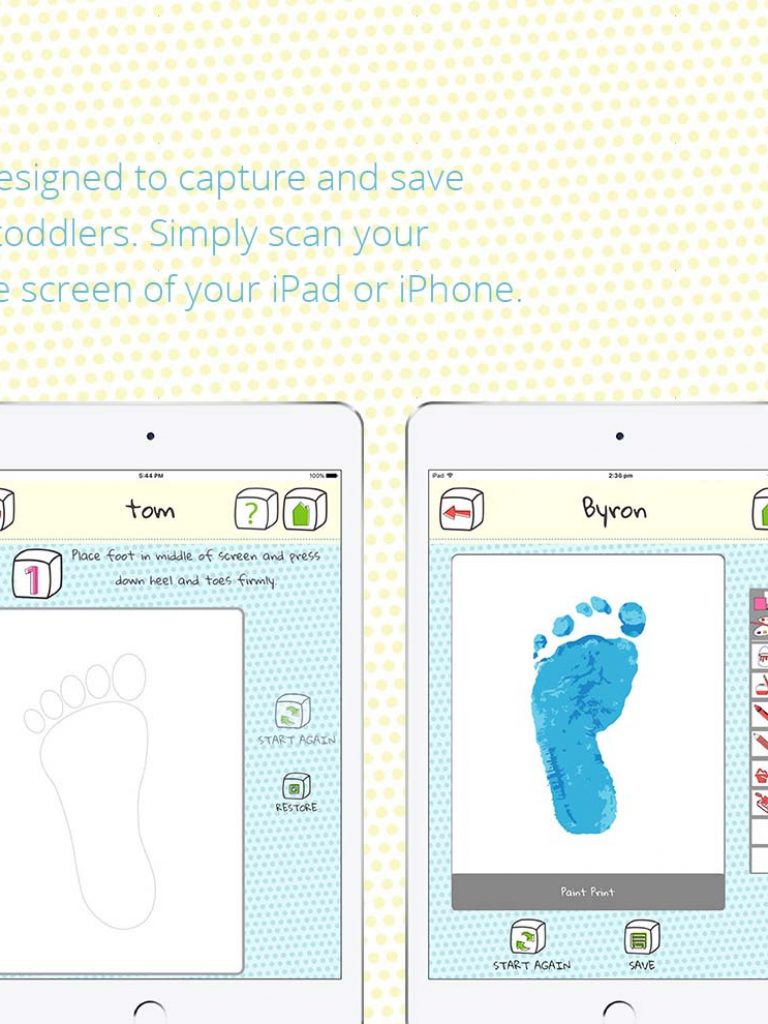 esigned to capture and save
toddlers. Simply scan your
e screen of your iPad or iPhone.
5:44 PM
100%
tom
?
1
Place foot in middle of screen and press
down heel and toes firmly.
START AGAIN
RESTORE
iPad
2:36 pm
Byron
Paint Print
START AGAIN
SAVE